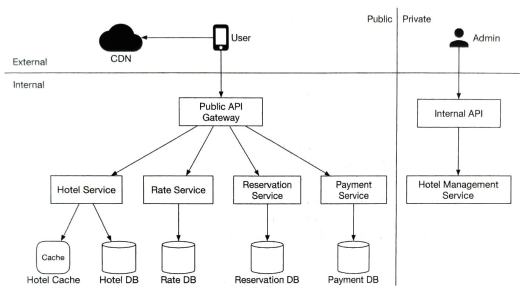 Public
Private
User
CDN
Admin
External
Internal
Public API
Gateway
Internal API
Hotel Service
Rate Service
Reservation
Service
Payment
Service
Hotel Management
Service
Cache
Hotel Cache
Hotel DB
Rate DB
Reservation DB
Payment DB